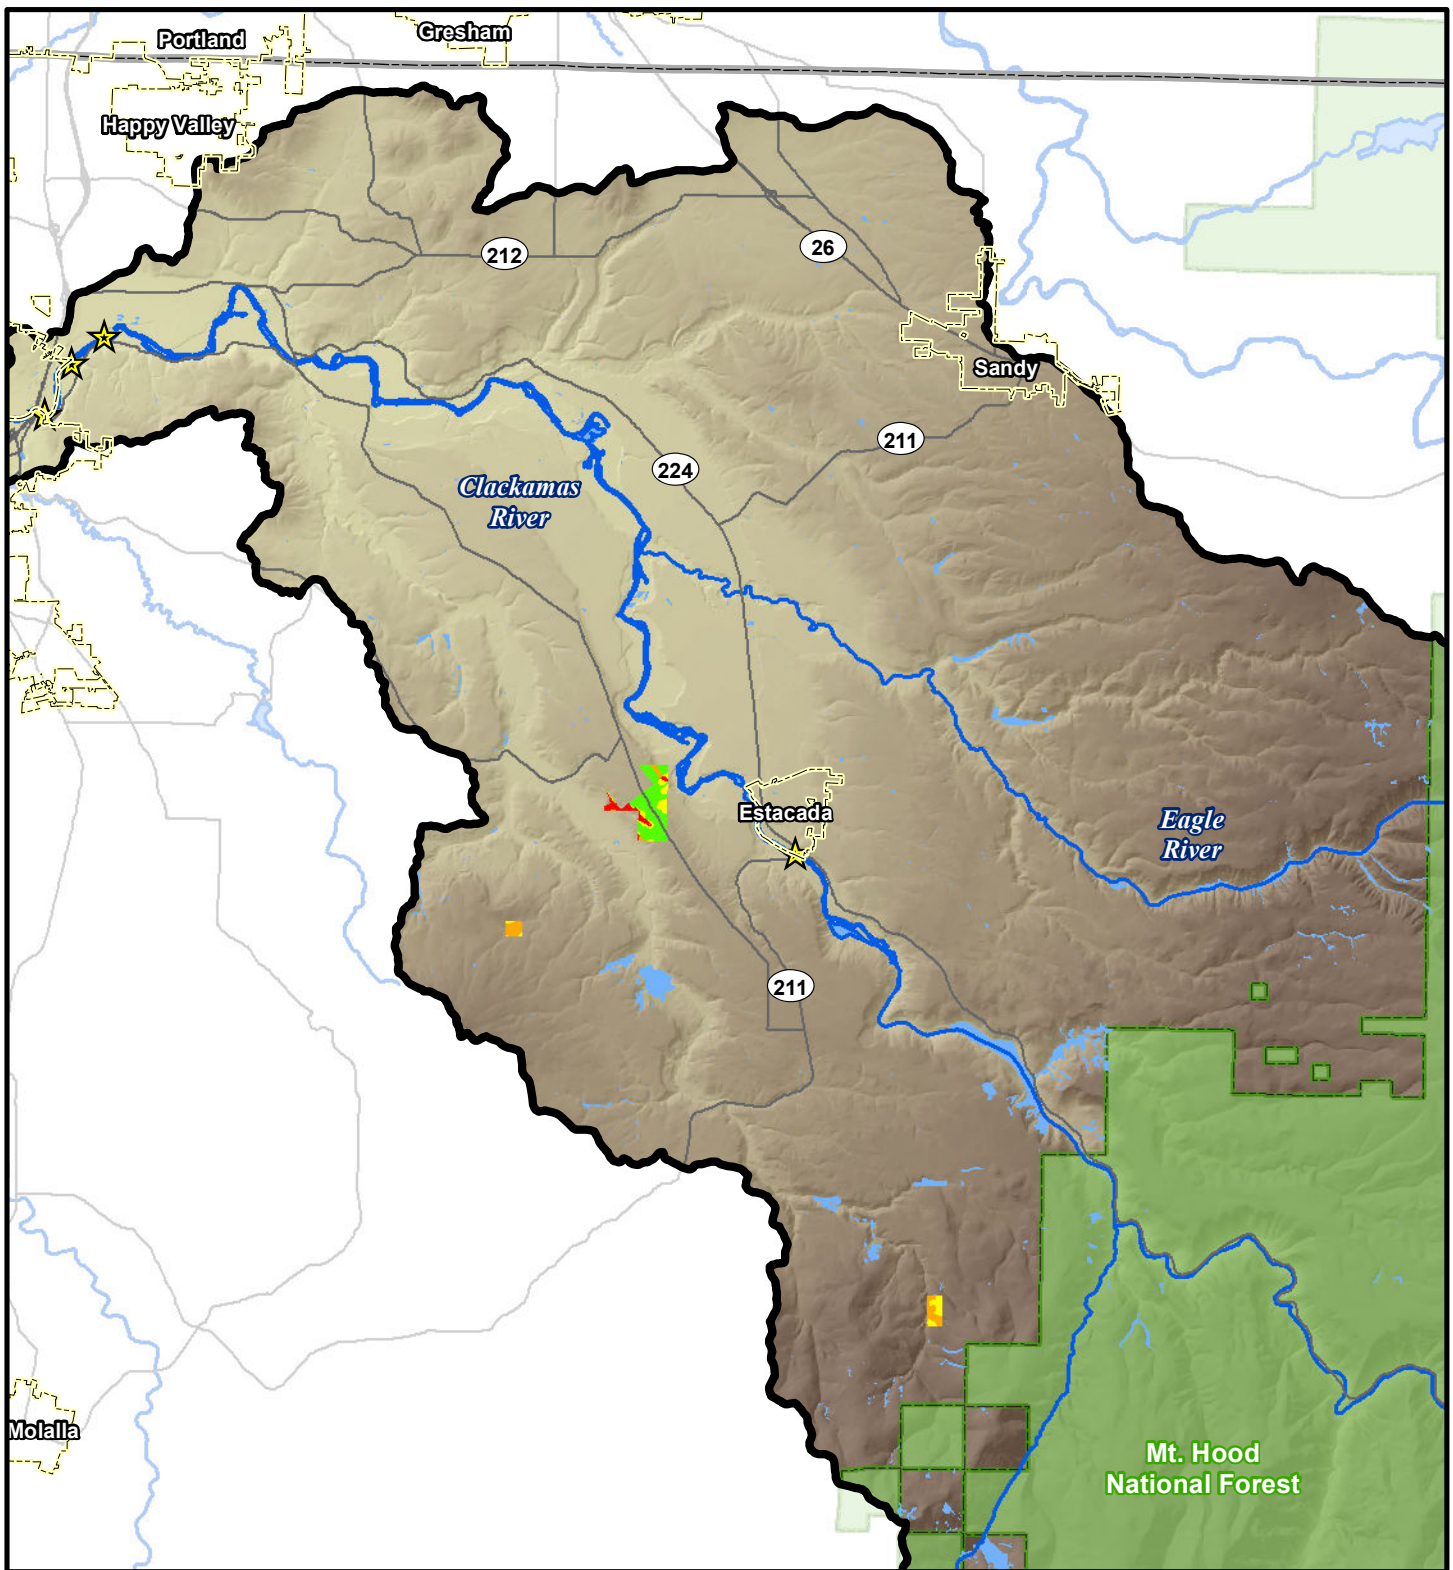 Portland
Gresham
Happy Valley
212
26
Sandy
211
224
Clackamas
River
Estacada
Eagle
River
211
Molalla
Mt. Hood
National Forest